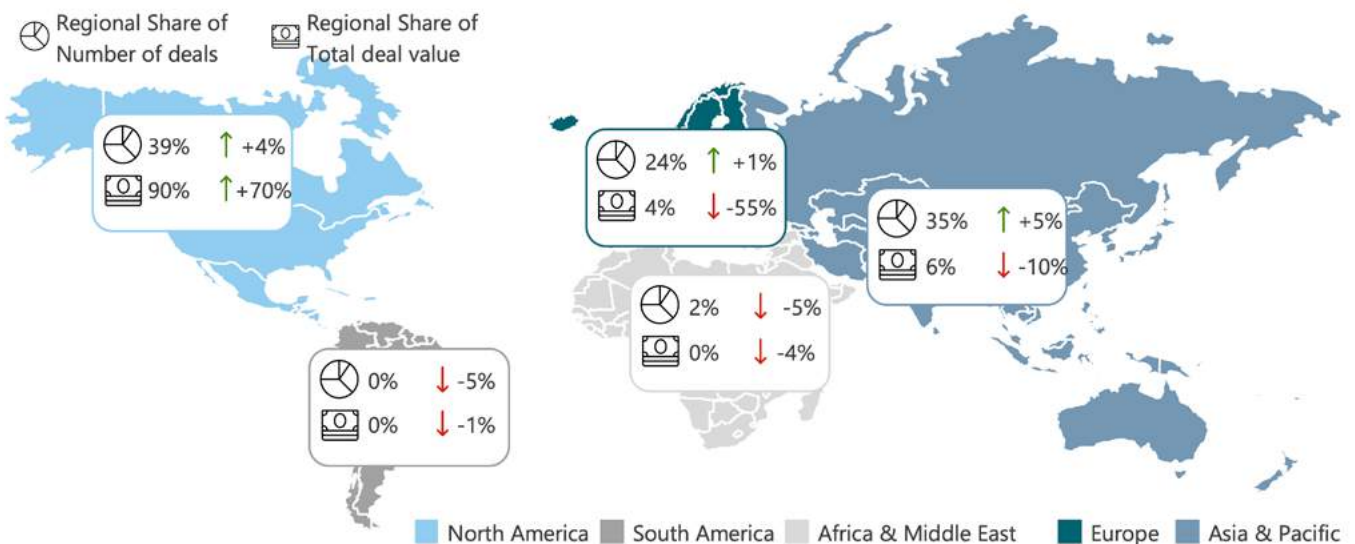 Regional Share of
Number of deals
Regional Share of
Total deal value
39% ↑ +4%
90% ↑ +70%
24% ↑ +1%
4% ↓ -55%
35% ↑ +5%
6% ↓ -10%
2% ↓ -5%
0% ↓ -4%
0% ↓ -5%
0% ↓ -1%
North America South America Africa & Middle East Europe Asia & Pacific